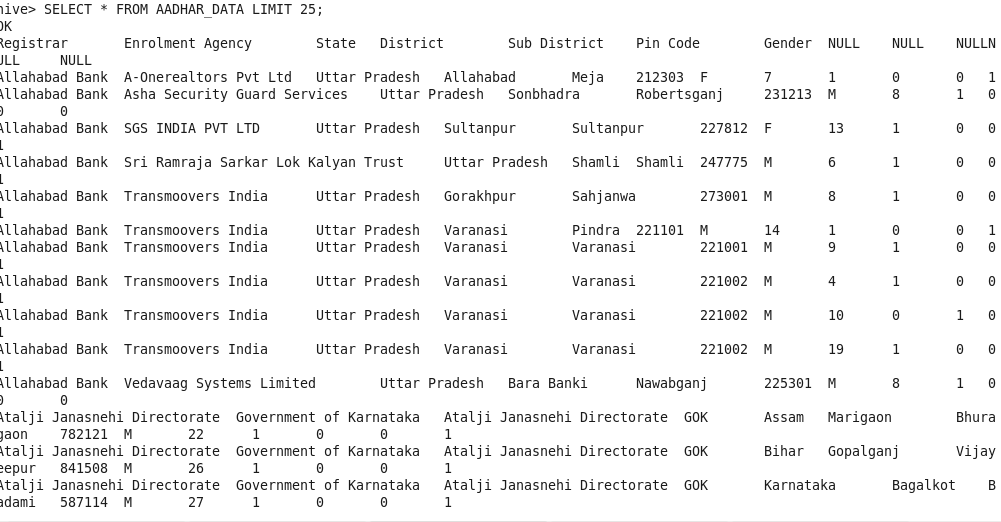 hive> SELECT * FROM AADHAR_DATA LIMIT 25;
OK
Registrar Enrolment Agency State District Sub District Pin Code Gender NULL NULL NULLN
ULL NULL
Allahabad Bank A-Onerealtors Pvt Ltd Uttar Pradesh Allahabad Meja 212303 F 7 1 0 0 1
Allahabad Bank Asha Security Guard Services Uttar Pradesh Sonbhadra Robertsganj 231213 M 8 1 0
0 0
Allahabad Bank SGS INDIA PVT LTD Uttar Pradesh Sultanpur Sultanpur 227812 F 13 1 0 0
1
Allahabad Bank Sri Ramraja Sarkar Lok Kalyan Trust Uttar Pradesh Shamli Shamli 247775 M 6 1 0 0
1
Allahabad Bank Transmoovers India Uttar Pradesh Gorakhpur Sahjanwa 273001 M 8 1 0 0
1
Allahabad Bank Transmoovers India Uttar Pradesh Varanasi Pindra 221101 M 14 1 0 0 1
Allahabad Bank Transmoovers India Uttar Pradesh Varanasi Varanasi 221001 M 9 1 0 0
1
Allahabad Bank Transmoovers India Uttar Pradesh Varanasi Varanasi 221002 M 4 1 0 0
1
Allahabad Bank Transmoovers India Uttar Pradesh Varanasi Varanasi 221002 M 10 0 1 0
1
Allahabad Bank Transmoovers India Uttar Pradesh Varanasi Varanasi 221002 M 19 1 0 0
1
Allahabad Bank Vedavaag Systems Limited Uttar Pradesh Bara Banki Nawabganj 225301 M 8 1 0
0 0
Atalji Janasnehi Directorate Government of Karnataka Atalji Janasnehi Directorate GOK Assam Marigaon Bhura
gaon 782121 M 22 1 0 0 1
Atalji Janasnehi Directorate Government of Karnataka Atalji Janasnehi Directorate GOK Bihar Gopalganj Vijay
eepur 841508 M 26 1 0 0 1
Atalji Janasnehi Directorate Government of Karnataka Atalji Janasnehi Directorate GOK Karnataka Bagalkot B
adami 587114 M 27 1 0 0 1